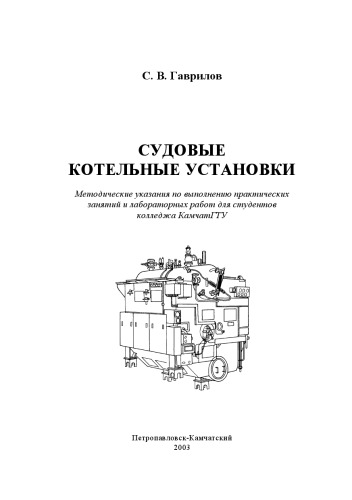 С. В. Гаврилов
СУДОВЫЕ
КОТЕЛЬНЫЕ УСТАНОВКИ
Методические указания по выполнению практических
занятий и лабораторных работ для студентов
колледжа КамчатГТУ
Петропавловск-Камчатский
2003